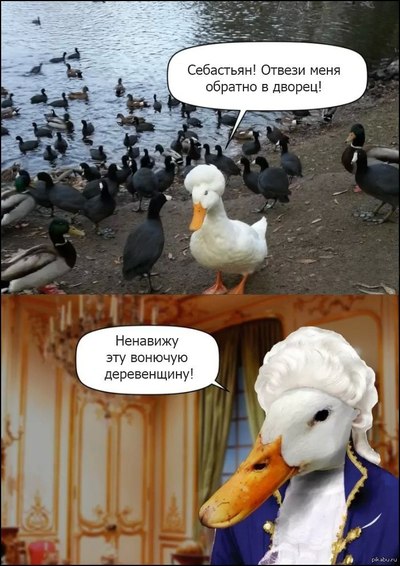 Себастьян! Отвези меня
обратно в дворец!
Ненавижу
эту вонючую
деревенщину!
pikabu.ru